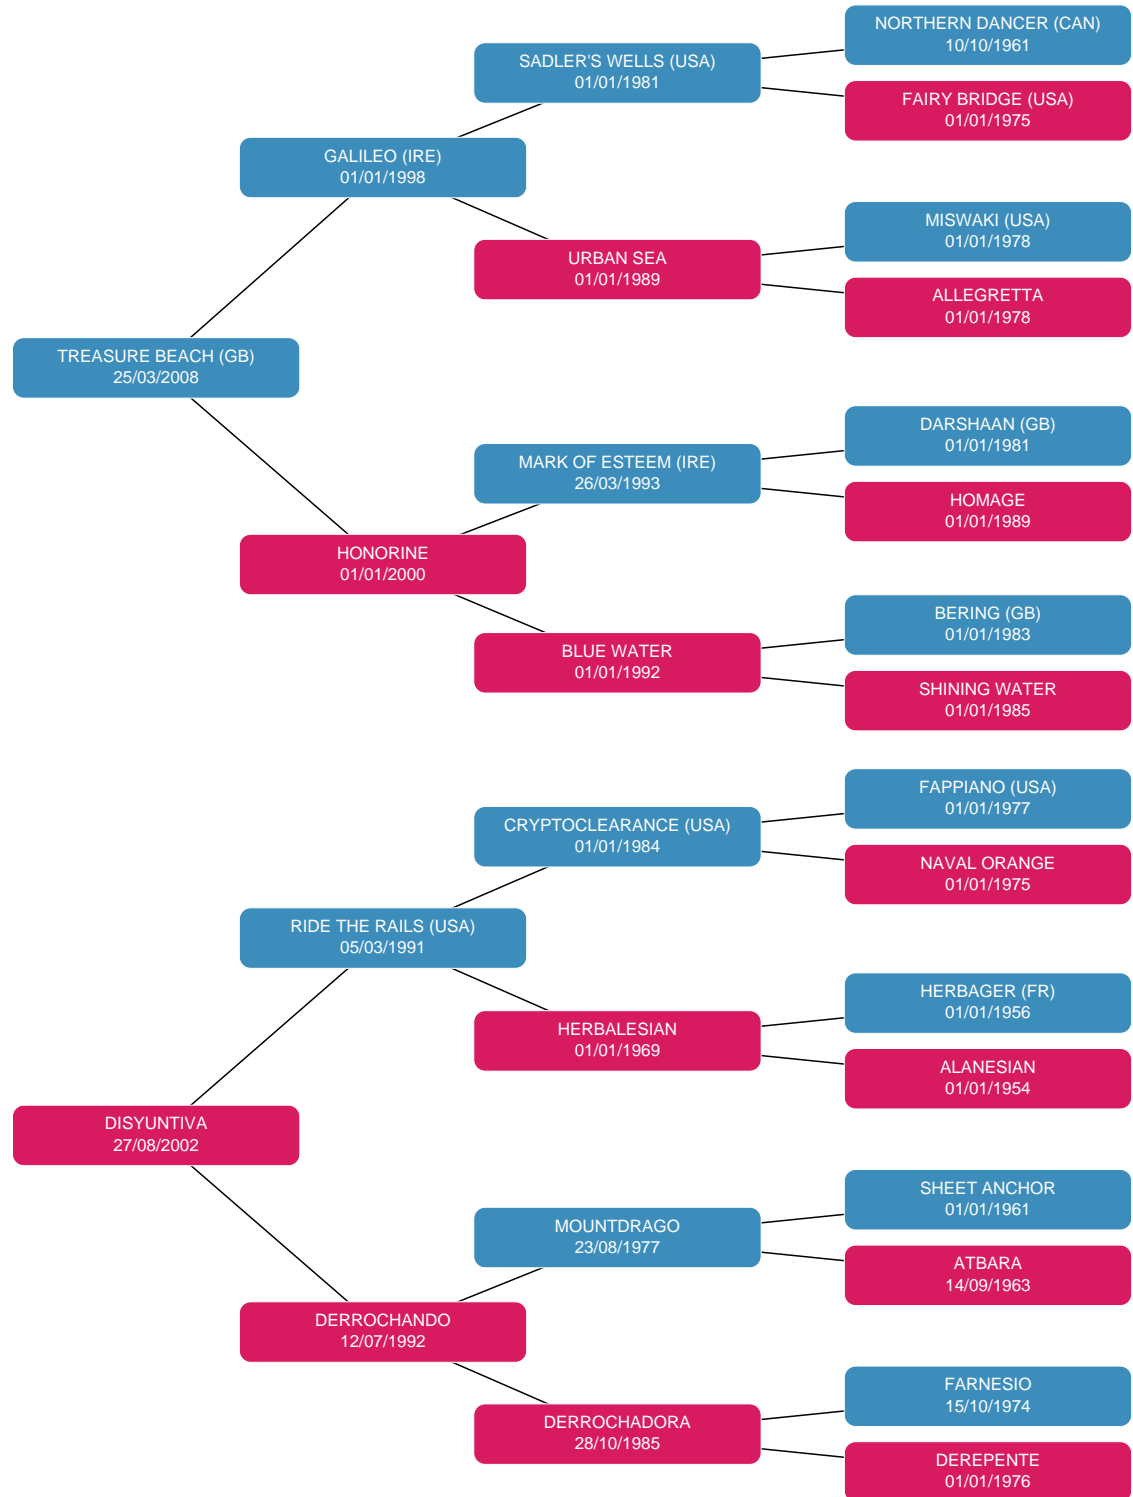 NORTHERN DANCER (CAN)
10/10/1961
SADLER'S WELLS (USA)
01/01/1981
FAIRY BRIDGE (USA)
01/01/1975
GALILEO (IRE)
01/01/1998
MISWAKI (USA)
01/01/1978
URBAN SEA
01/01/1989
ALLEGRETTA
01/01/1978
TREASURE BEACH (GB)
25/03/2008
DARSHAAN (GB)
01/01/1981
MARK OF ESTEEM (IRE)
26/03/1993
HOMAGE
01/01/1989
HONORINE
01/01/2000
BERING (GB)
01/01/1983
BLUE WATER
01/01/1992
SHINING WATER
01/01/1985
FAPPIANO (USA)
01/01/1977
CRYPTOCLEARANCE (USA)
01/01/1984
NAVAL ORANGE
01/01/1975
RIDE THE RAILS (USA)
05/03/1991
HERBAGER (FR)
01/01/1956
HERBALESIAN
01/01/1969
ALANESIAN
01/01/1954
DISYUNTIVA
27/08/2002
SHEET ANCHOR
01/01/1961
MOUNTDRAGO
23/08/1977
ATBARA
14/09/1963
DERROCHANDO
12/07/1992
FARNESIO
15/10/1974
DERROCHADORA
28/10/1985
DEREPENTE
01/01/1976